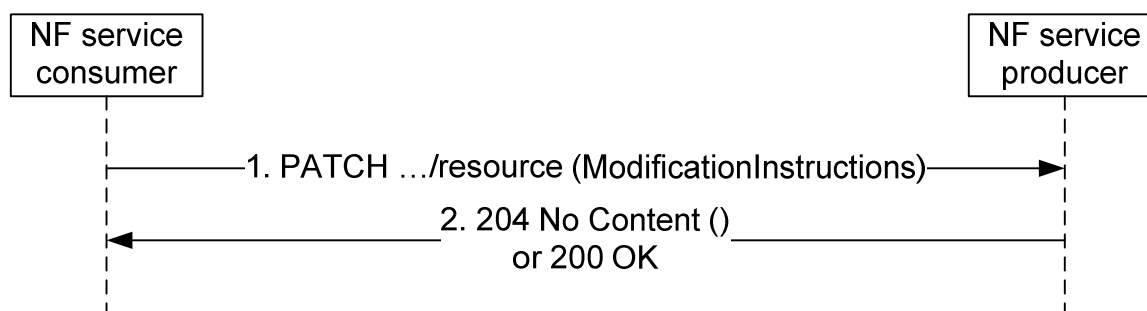 NF service
consumer
NF service
producer
1. PATCH …/resource (ModificationInstructions)
2. 204 No Content ()
or 200 OK